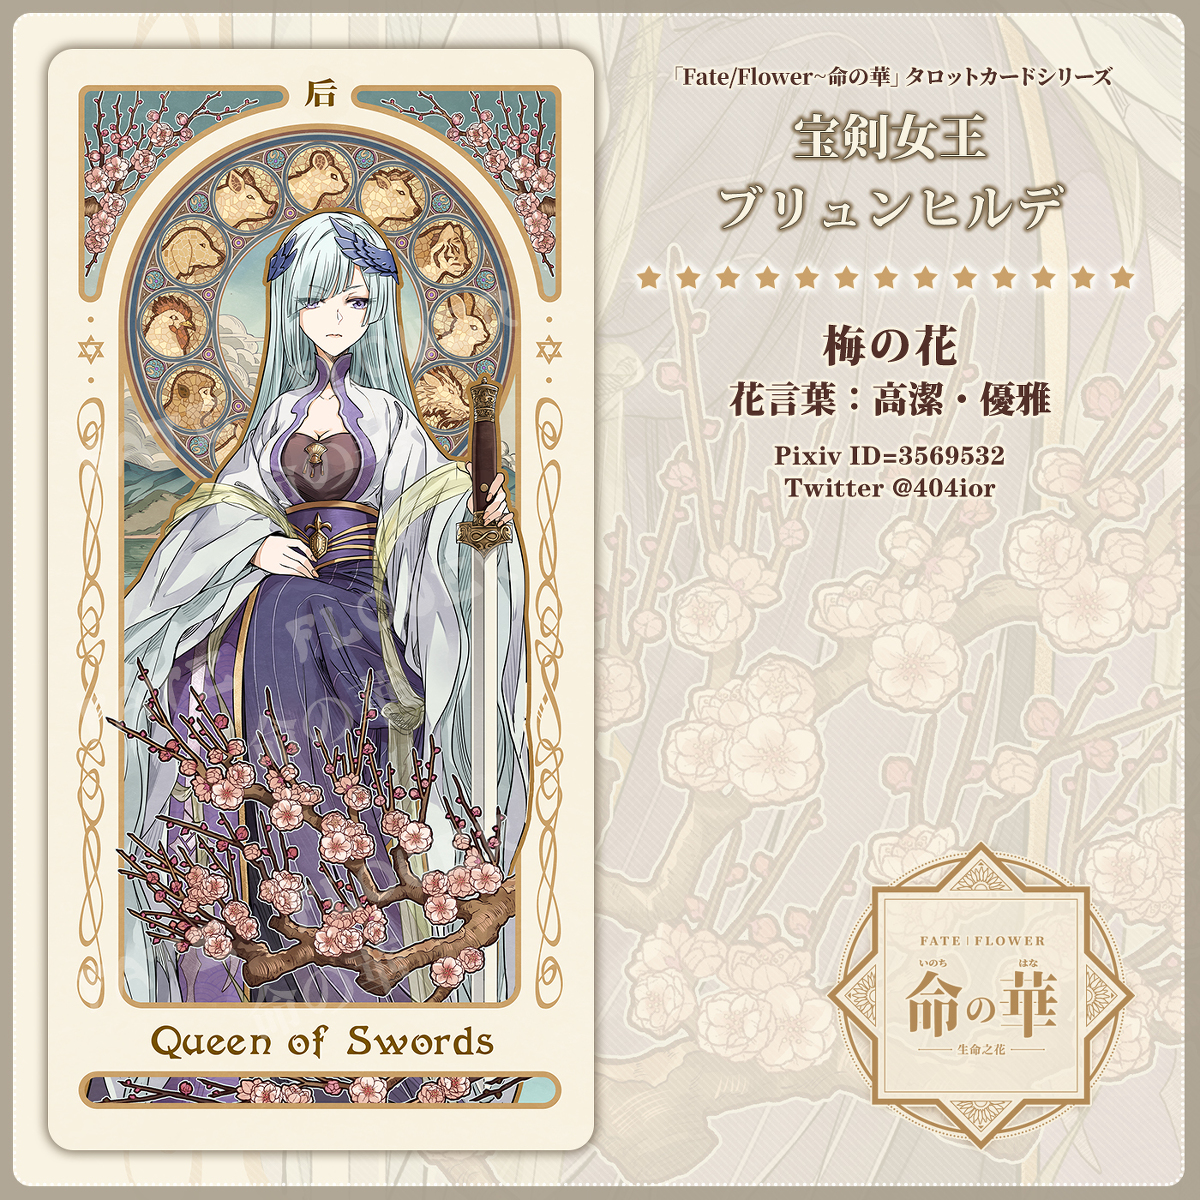 后
Queen of Swords
「Fate/Flower~命の華」タロットカードシリーズ
宝剣女王
ブリュンヒルデ
梅の花
花言葉：高潔・優雅
Pixiv ID=3569532
Twitter @404ior
FATE | FLOWER
いのち はな
命の華
生命之花